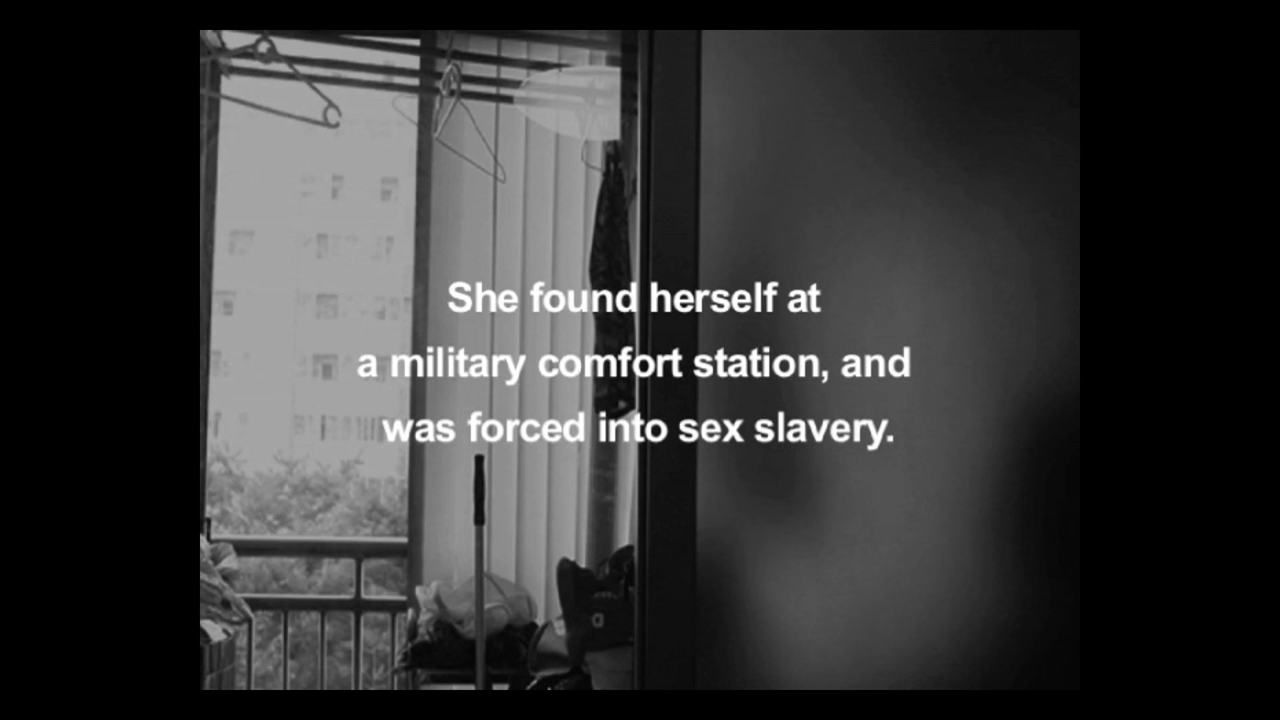 She found herself at
a military comfort station, and
was forced into sex slavery.